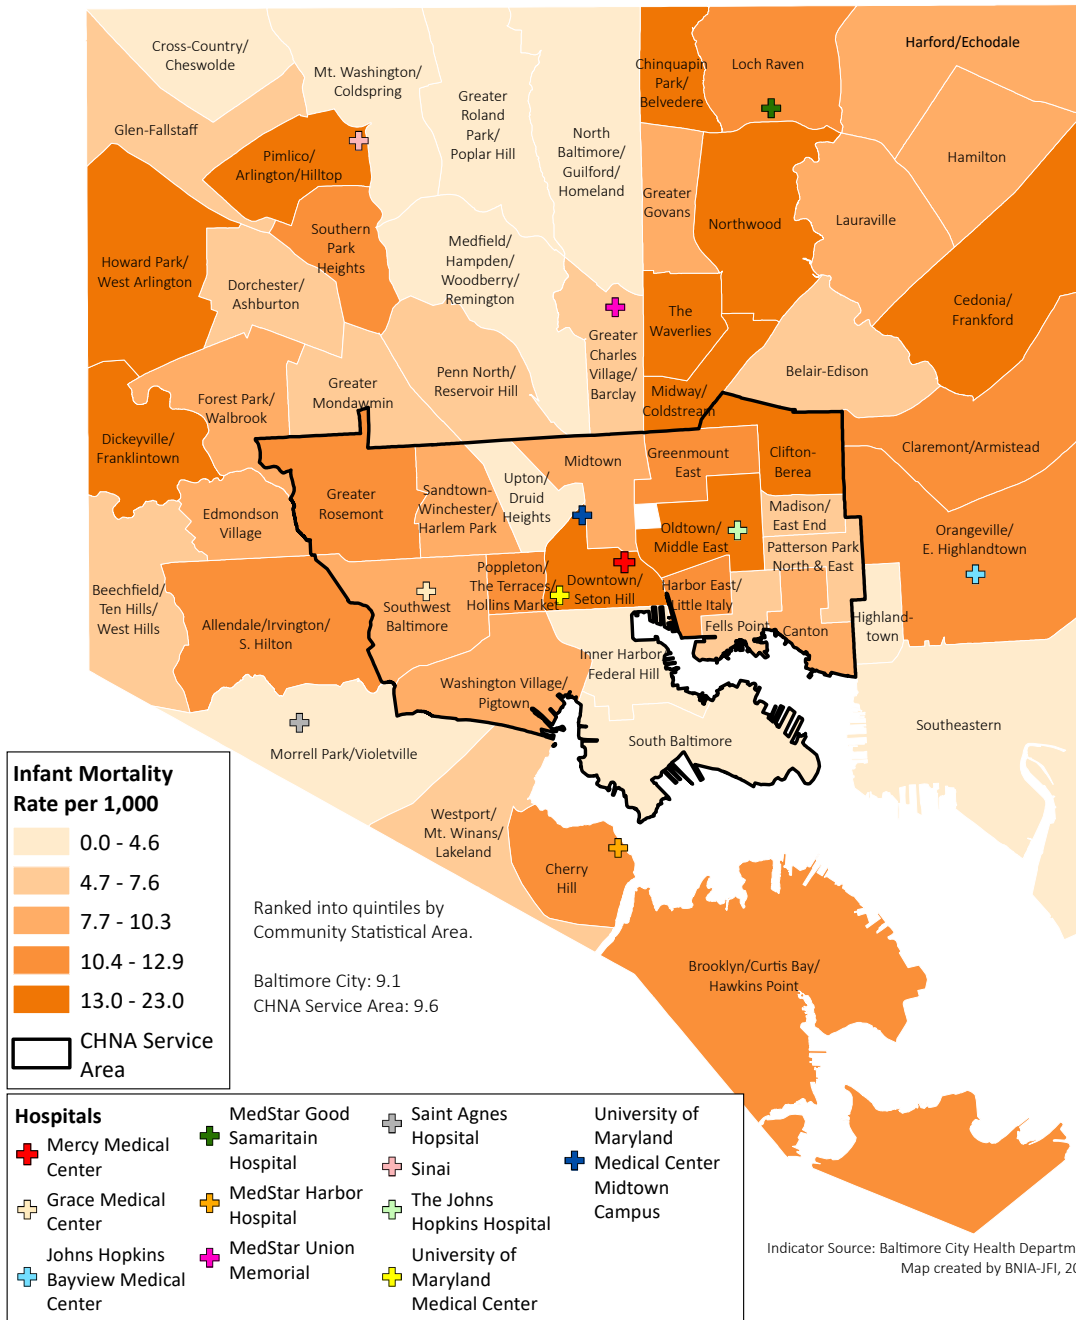 Cross-Country/
Cheswolde
Mt. Washington/
Coldspring
Greater
Roland
Park/
Poplar Hill
North
Baltimore/
Guilford/
Homeland
Chinquapin
Park/
Belvedere
Loch Raven
Harford/Echodale
Glen-Fallstaff
Pimlico/
Arlington/Hilltop
Hamilton
Greater
Govans
Northwood
Lauraville
Southern
Park
Heights
Medfield/
Hampden/
Woodberry/
Remington
Howard Park/
West Arlington
Dorchester/
Ashburton
Cedonia/
Frankford
The
Waverlies
Greater
Charles
Village/
Barclay
Penn North/
Reservoir Hill
Belair-Edison
Greater
Mondawmin
Forest Park/
Walbrook
Midway/
Coldstream
Dickeyville/
Franklintown
Midtown
Greenmount
East
Clifton-
Berea
Claremont/Armistead
Upton/
Druid
Heights
Greater
Rosemont
Sandtown-
Winchester/
Harlem Park
Madison/
East End
Edmondson
Village
Oldtown/
Middle East
Orangeville/
E. Highlandtown
Patterson Park
North & East
Poppleton/
The Terraces/
Hollins Market
Downtown/
Seton Hill
Harbor East/
Little Italy
Beechfield/
Ten Hills/
West Hills
Southwest
Baltimore
Allendale/Irvington/
S. Hilton
Fells Point
Canton
Highland-
town
Inner Harbor/
Federal Hill
Washington Village/
Pigtown
Southeastern
South Baltimore
Morrell Park/Violetville
Westport/
Mt. Winans/
Lakeland
Cherry
Hill
Brooklyn/Curtis Bay/
Hawkins Point
Infant Mortality
Rate per 1,000
0.0 - 4.6
4.7 - 7.6
7.7 - 10.3
10.4 - 12.9
13.0 - 23.0
CHNA Service
Area
Ranked into quintiles by
Community Statistical Area.
Baltimore City: 9.1
CHNA Service Area: 9.6
Hospitals
Mercy Medical
Center
Grace Medical
Center
Johns Hopkins
Bayview Medical
Center
MedStar Good
Samaritain
Hospital
MedStar Harbor
Hospital
MedStar Union
Memorial
Saint Agnes
Hopsital
Sinai
The Johns
Hopkins Hospital
University of
Maryland
Medical Center
University of
Maryland
Medical Center
Midtown
Campus
Indicator Source: Baltimore City Health Departm
Map created by BNIA-JFI, 20